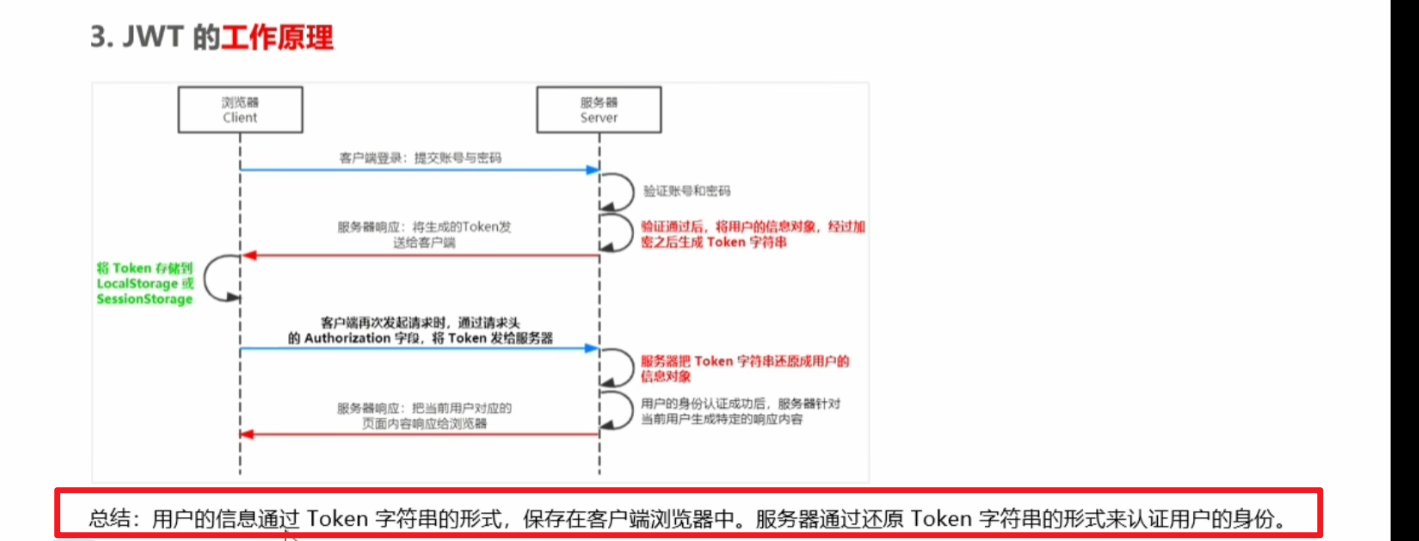 3. JWT 的工作原理
浏览器
Client
服务器
Server
客户端登录：提交账号与密码
验证账号和密码
验证通过后，将用户的信息对象，经过加
密之后生成 Token 字符串
服务器响应：将生成的Token发
送给客户端
将 Token 存储到
LocalStorage 或
SessionStorage
客户端再次发起请求时，通过请求头
的 Authorization 字段，将 Token 发给服务器
服务器把 Token 字符串还原成用户的
信息对象
用户的身份认证成功后，服务器针对
当前用户生成特定的响应内容
服务器响应：把当前用户对应的
页面内容响应给浏览器
总结：用户的信息通过 Token 字符串的形式，保存在客户端浏览器中。服务器通过还原 Token 字符串的形式来认证用户的身份。